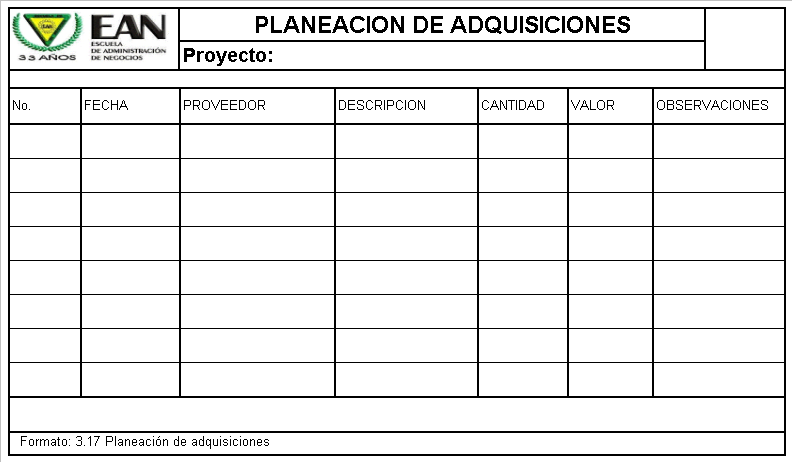 EAN
ESCUELA
DE ADMINISTRACIÓN
DE NEGOCIOS
33 AÑOS
PLANEACION DE ADQUISICIONES
Proyecto:
No. FECHA PROVEEDOR DESCRIPCION CANTIDAD VALOR OBSERVACIONES
Formato: 3.17 Planeación de adquisiciones